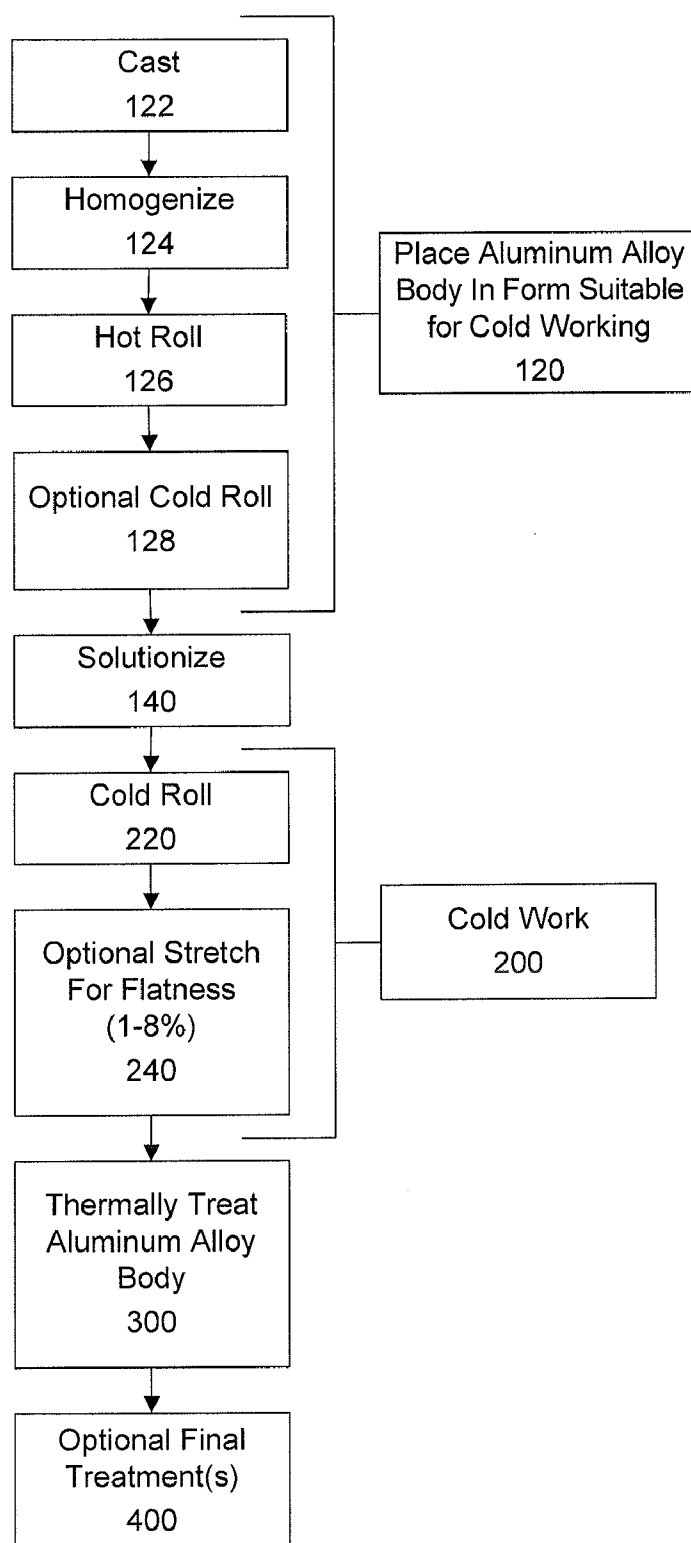 Cast
122
Homogenize
124
Hot Roll
126
Optional Cold Roll
128
Place Aluminum Alloy
Body In Form Suitable
for Cold Working
120
Solutionize
140
Cold Roll
220
Optional Stretch
For Flatness
(1-8%)
240
Cold Work
200
Thermally Treat
Aluminum Alloy
Body
300
Optional Final
Treatment(s)
400